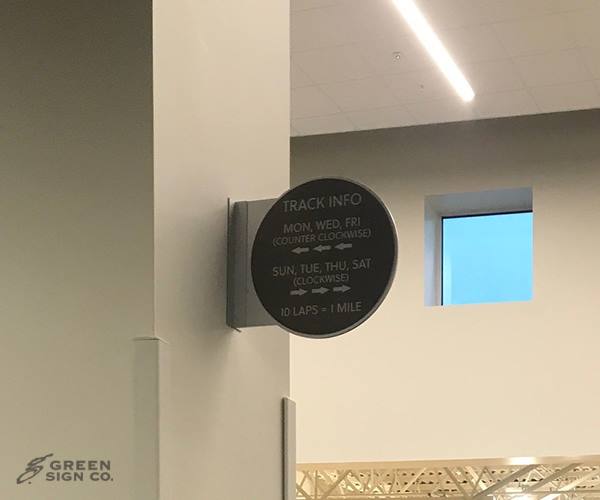 TRACK INFO
MON, WED, FRI
(COUNTER CLOCKWISE)
SUN, TUE, THU, SAT
(CLOCKWISE)
10 LAPS = 1 MILE
GREEN
SIGN CO.